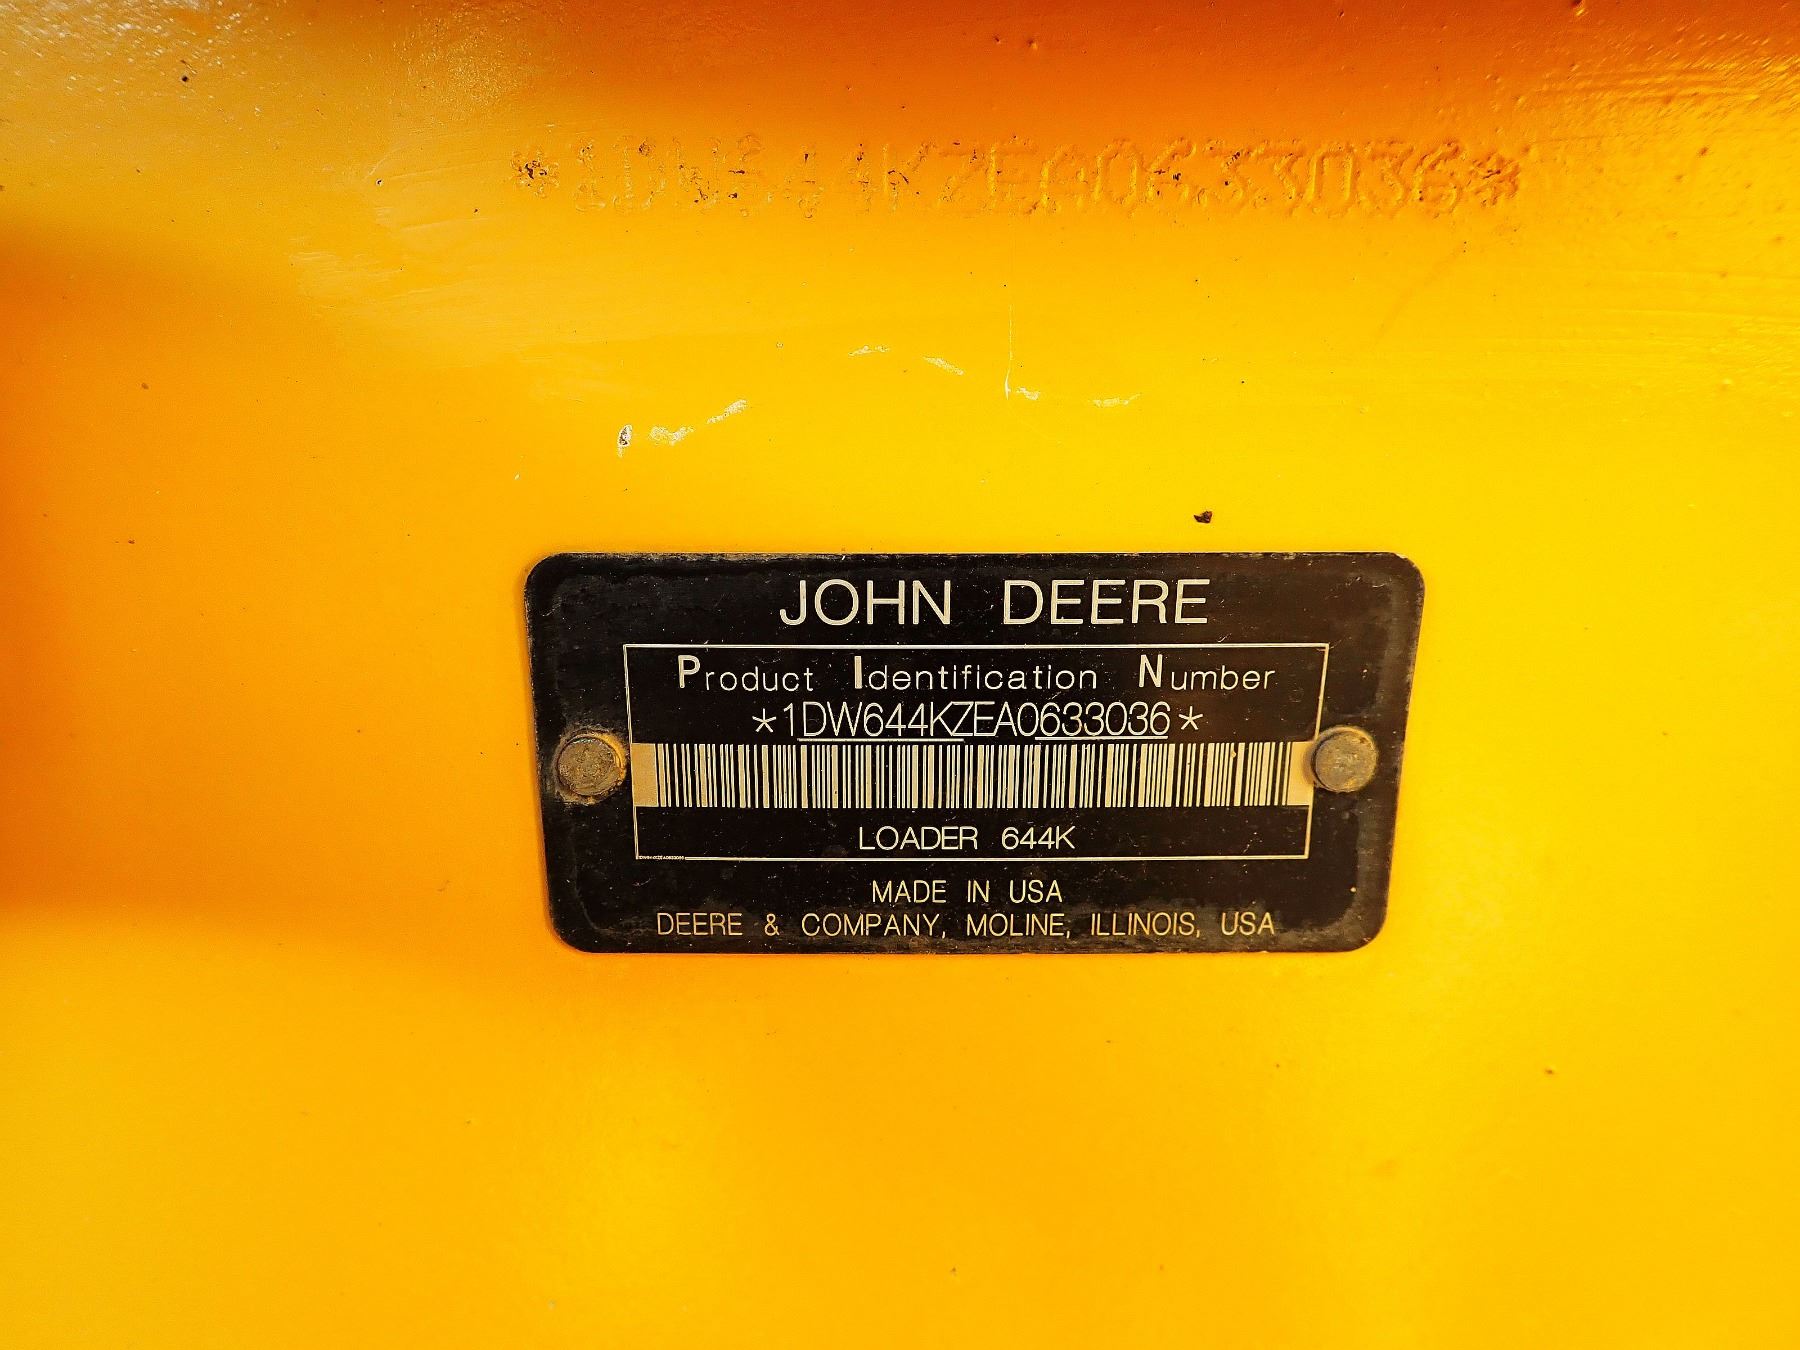 *1DW644KZEA0633036*
JOHN DEERE
Product Identification Number
*1DW644KZEA0633036*
LOADER 644K
MADE IN USA
DEERE & COMPANY, MOLINE, ILLINOIS, USA